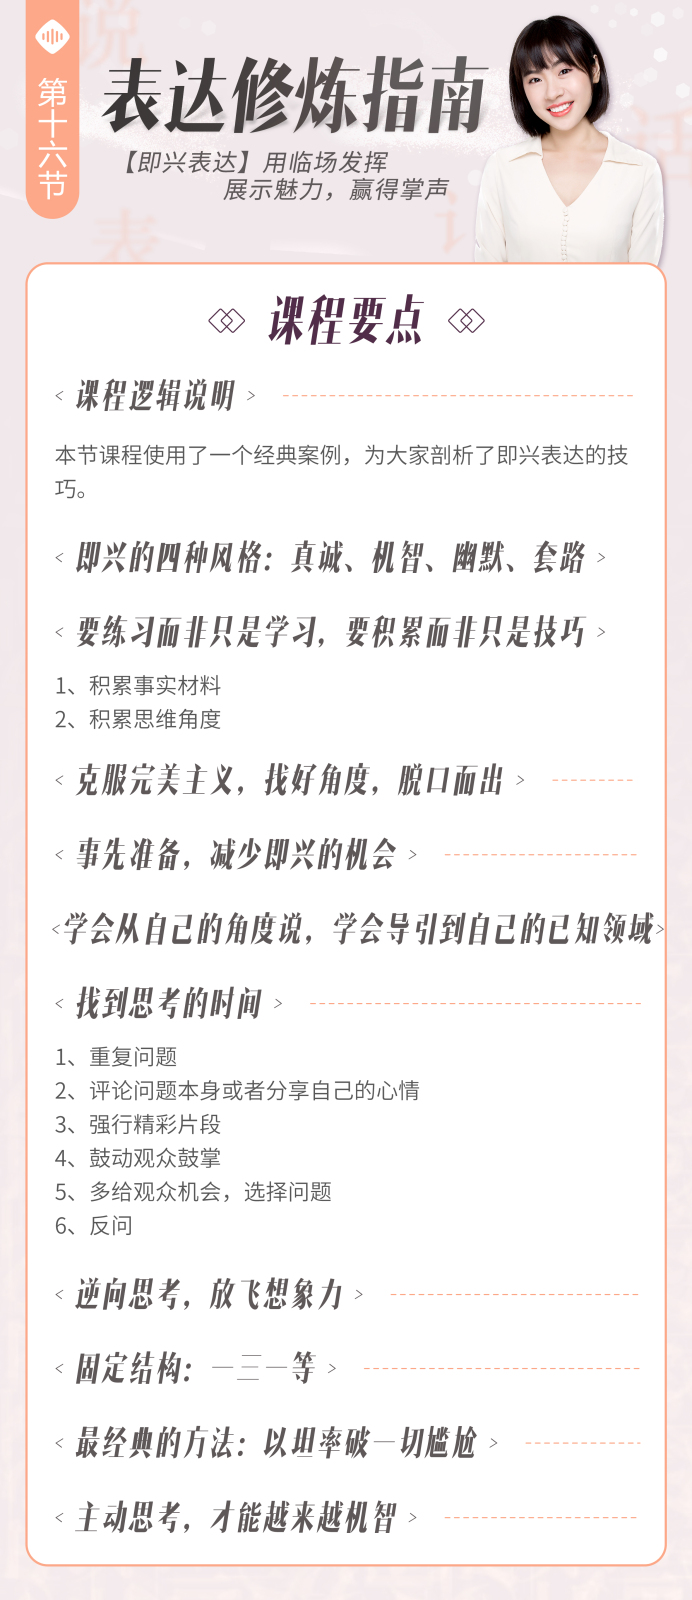 第十六节
表达修炼指南
【即兴表达】用临场发挥
展示魅力，赢得掌声
课程要点
< 课程逻辑说明 >
本节课程使用了一个经典案例，为大家剖析了即兴表达的技
巧。
< 即兴的四种风格：真诚、机智、幽默、套路 >
< 要练习而非只是学习，要积累而非只是技巧 >
1、积累事实材料
2、积累思维角度
< 克服完美主义，找好角度，脱口而出 >
< 事先准备，减少即兴的机会 >
<学会从自己的角度说，学会导引到自己的已知领域>
< 找到思考的时间 >
1、重复问题
2、评论问题本身或者分享自己的心情
3、强行精彩片段
4、鼓动观众鼓掌
5、多给观众机会，选择问题
6、反问
< 逆向思考，放飞想象力 >
< 固定结构：一三一等 >
< 最经典的方法：以坦率破一切尴尬 >
< 主动思考，才能越来越机智 >